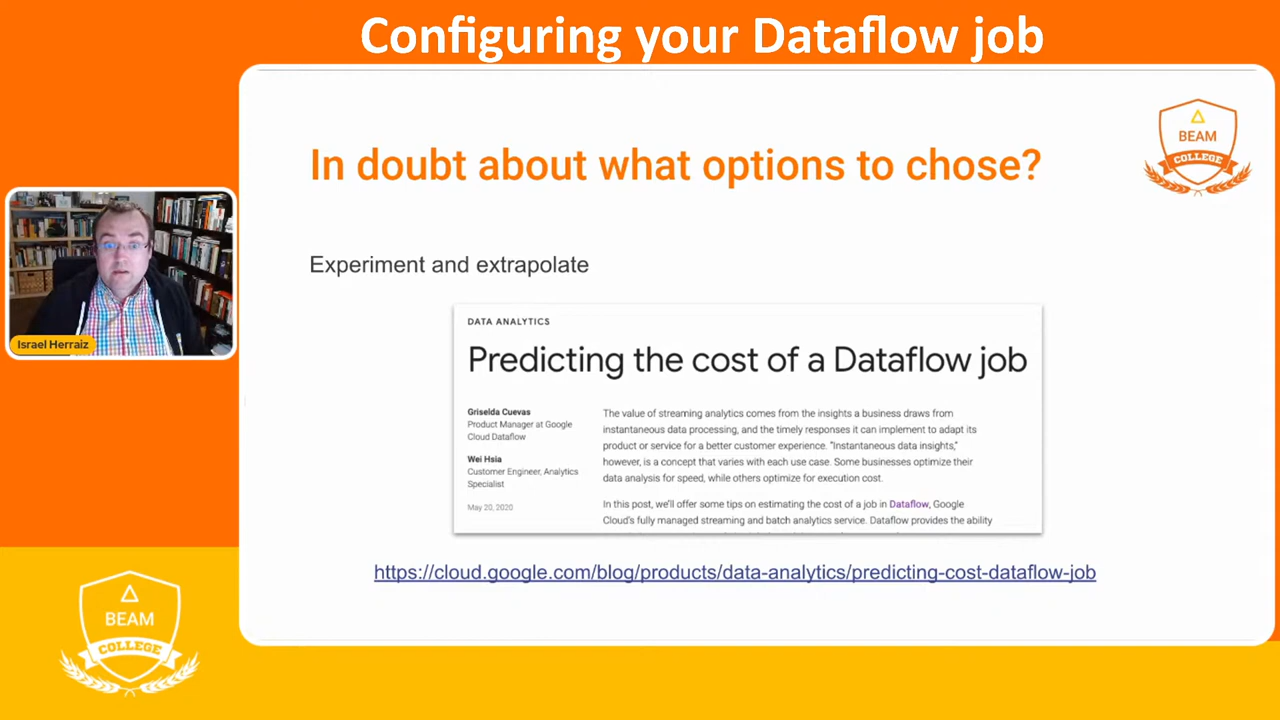 Configuring your Dataflow job
BEAM
COLLEGE
In doubt about what options to chose?
Experiment and extrapolate
DATA ANALYTICS
Predicting the cost of a Dataflow job
Griselda Cuevas
Product Manager at Google
Cloud Dataflow
Wei Hsia
Customer Engineer, Analytics
Specialist
May 20, 2020
The value of streaming analytics comes from the insights a business draws from
instantaneous data processing, and the timely responses it can implement to adapt its
product or service for a better customer experience. “Instantaneous data insights,”
however, is a concept that varies with each use case. Some businesses optimize their
data analysis for speed, while others optimize for execution cost.
In this post, we’ll offer some tips on estimating the cost of a job in Dataflow, Google
Cloud’s fully managed streaming and batch analytics service. Dataflow provides the ability
https://cloud.google.com/blog/products/data-analytics/predicting-cost-dataflow-job
Israel Herraiz
BEAM
COLLEGE